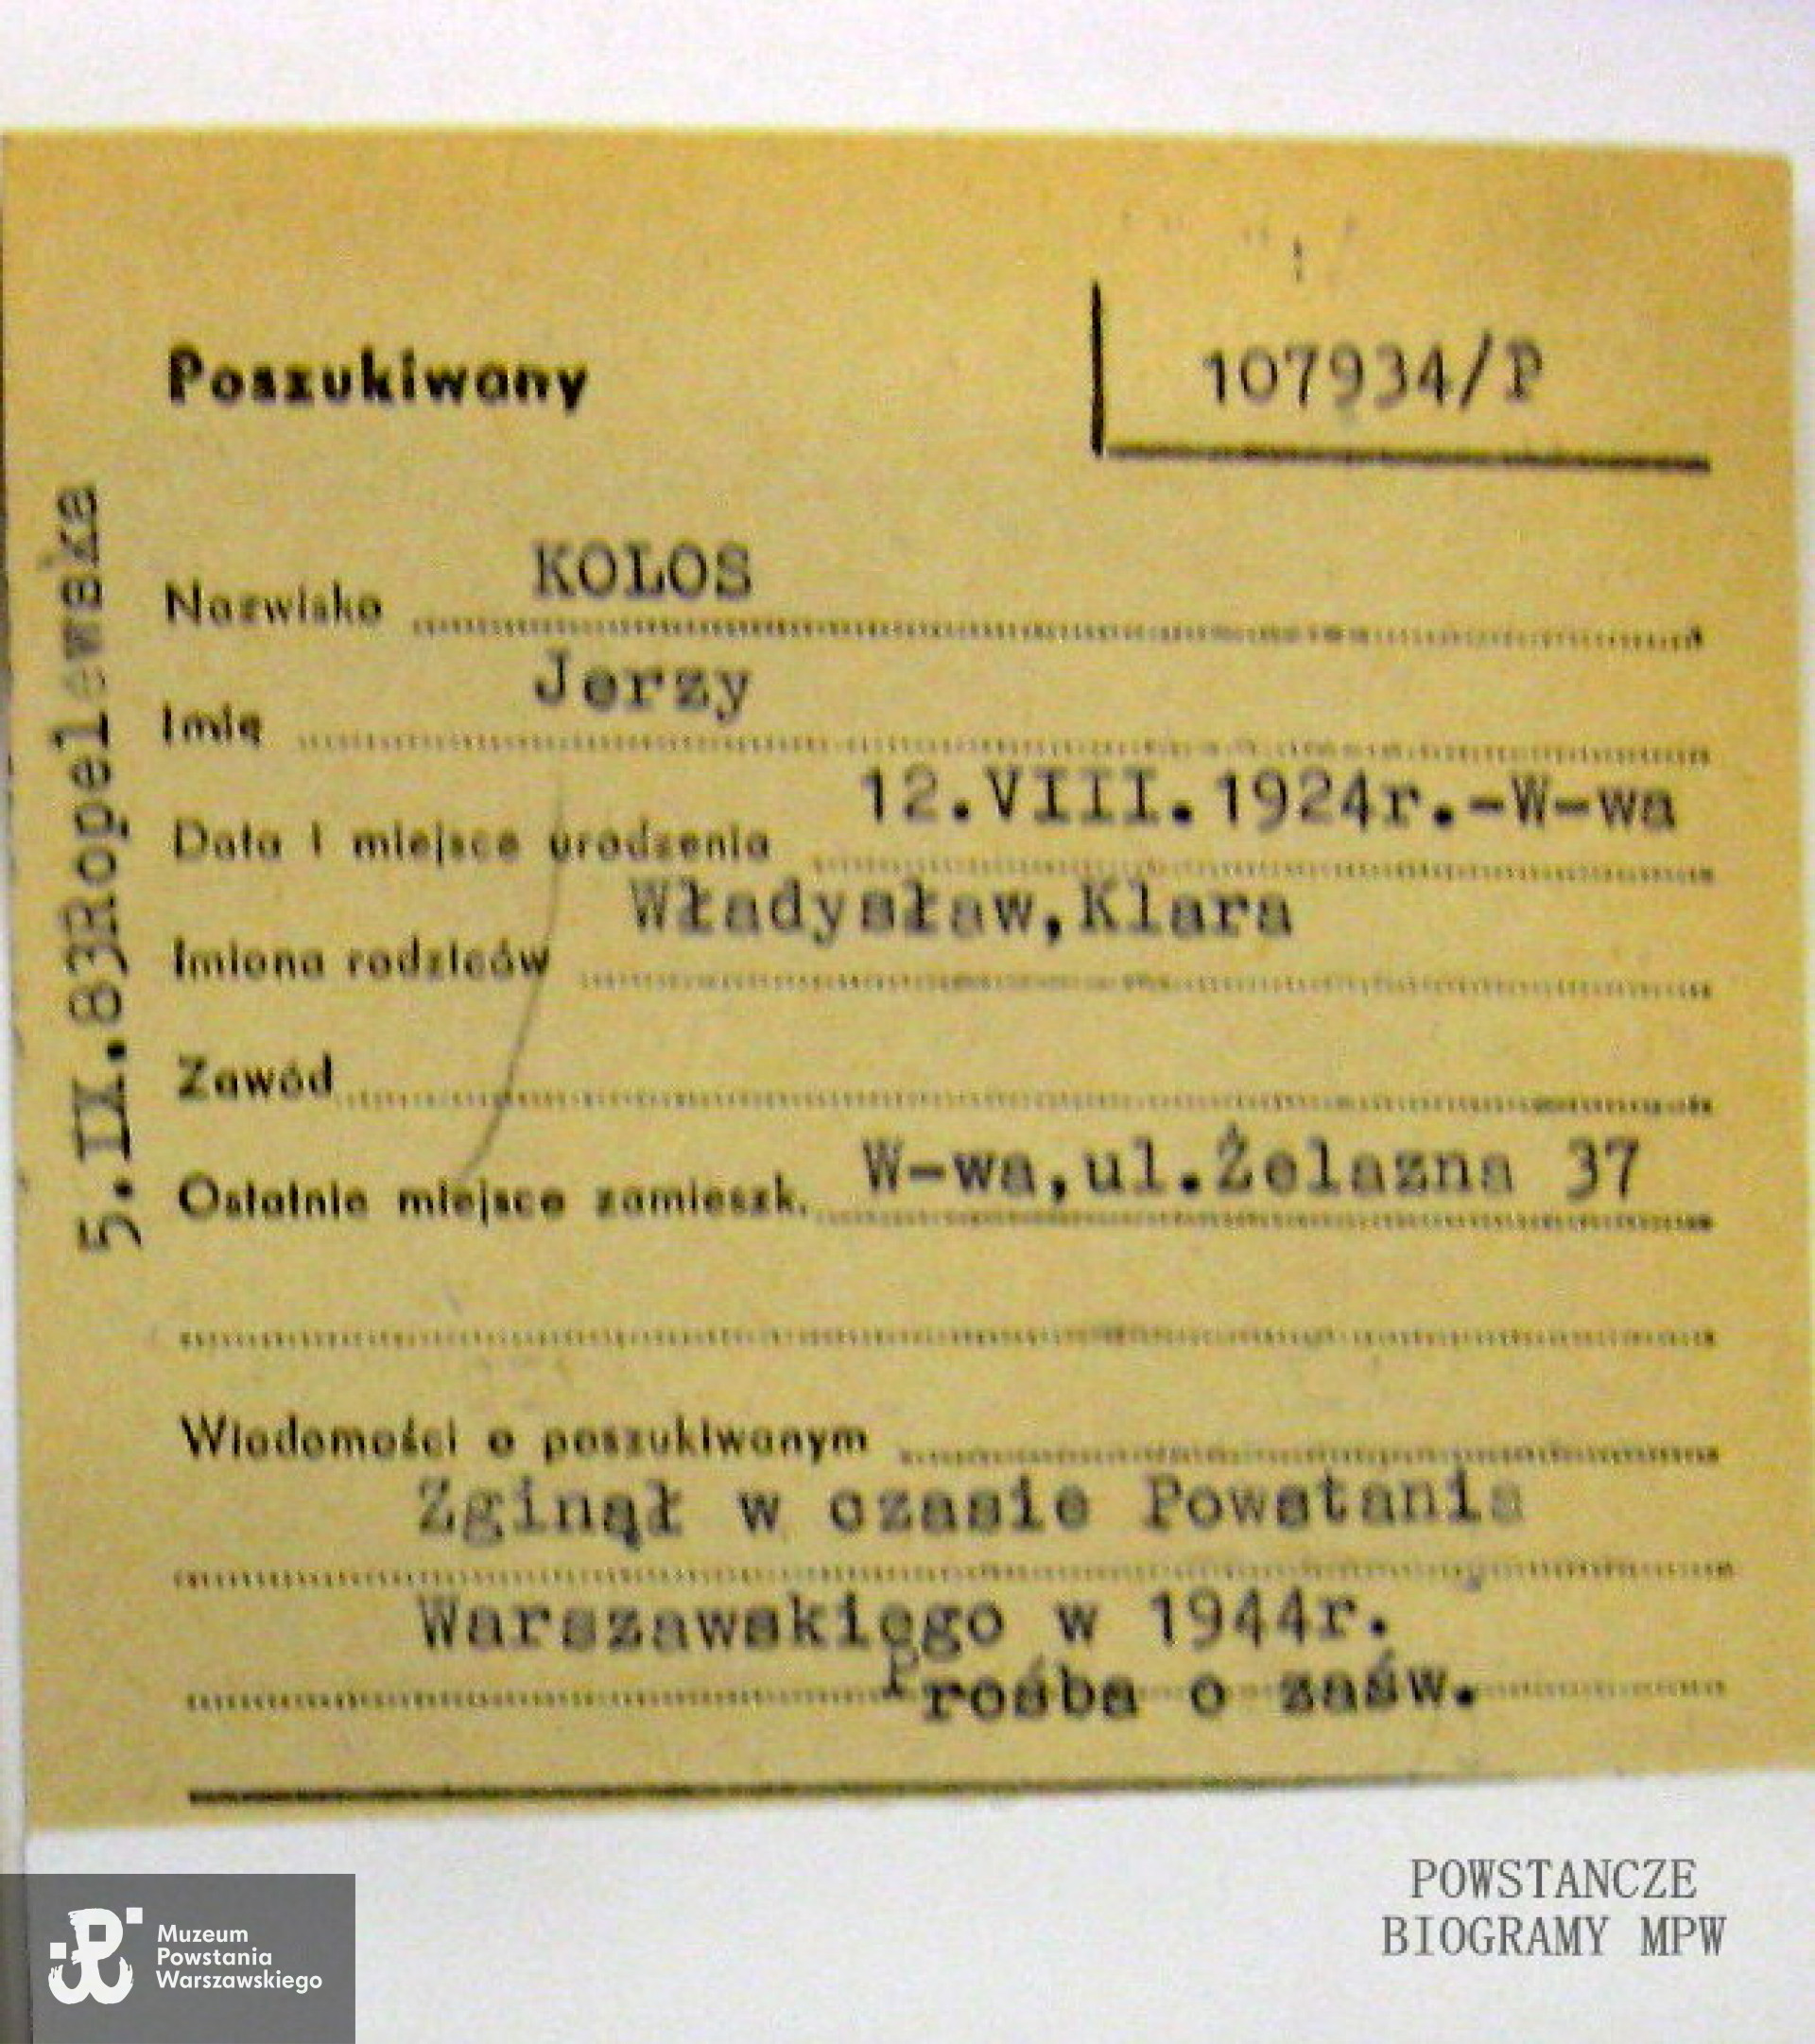 Poszukiwany
107934/P
Nazwisko KOLOS
Imię Jerzy
Data i miejsce urodzenia 12.VIII.1924r.-W-wa
Imiona rodziców Władysław,Klara
Zawód
Ostatnie miejsce zamieszk. W-wa,ul.Żelazna 37
Wiadomości o poszukiwanym
Zginął w czasie Powstania
Warszawskiego w 1944r.
Prośba o zaśw.
5.IX.83Ropelewska
Muzeum
Powstania
Warszawskiego
POWSTANCZE
BIOGRAMY MPW